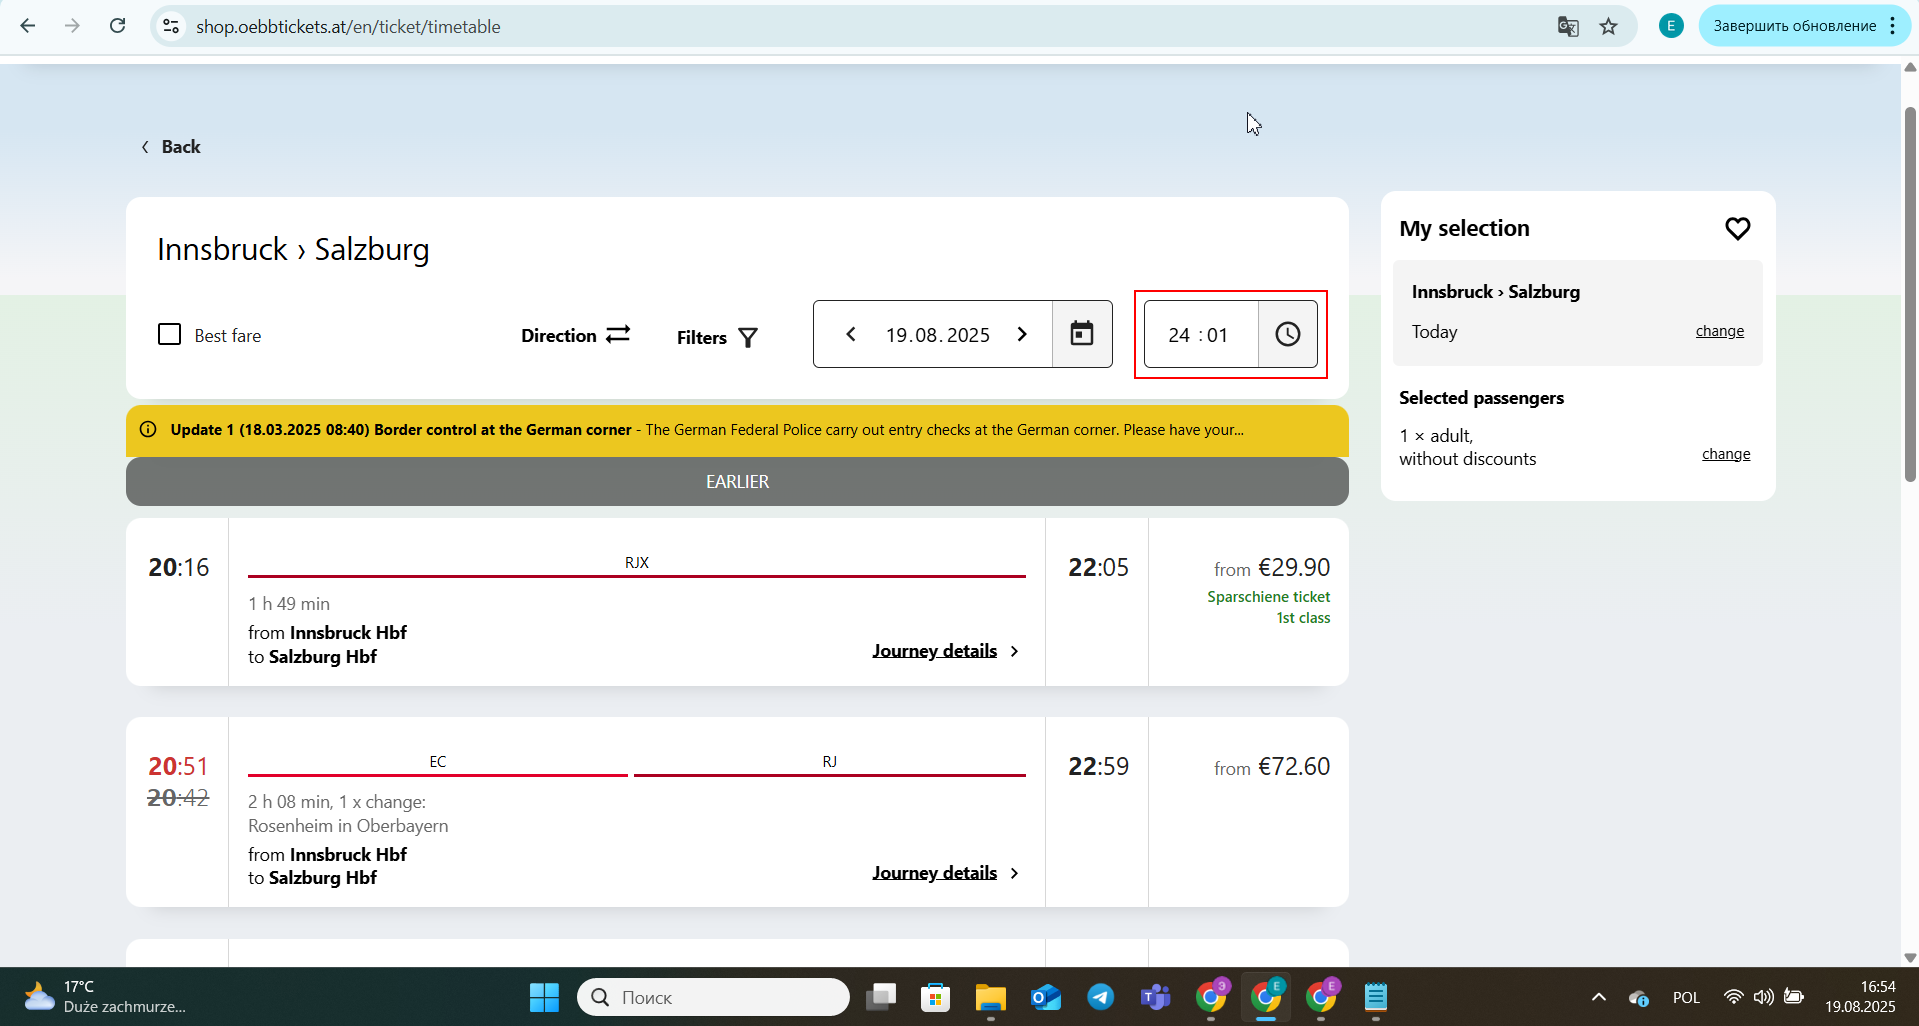 shop.oebbtickets.at/en/ticket/timetable
E
Завершить обновление
Back
Innsbruck › Salzburg
Best fare
Direction
Filters
19.08.2025
24 : 01
My selection
Innsbruck › Salzburg
Today
change
Selected passengers
1 × adult,
without discounts
change
Update 1 (18.03.2025 08:40) Border control at the German corner - The German Federal Police carry out entry checks at the German corner. Please have your...
EARLIER
20:16
RJX
1 h 49 min
from Innsbruck Hbf
to Salzburg Hbf
Journey details
22:05
from €29.90
Sparschiene ticket
1st class
20:51
20:42
EC
RJ
2 h 08 min, 1 x change:
Rosenheim in Oberbayern
from Innsbruck Hbf
to Salzburg Hbf
Journey details
22:59
from €72.60
17°C
Duże zachmurze...
Поиск
Э
E
E
POL
16:54
19.08.2025